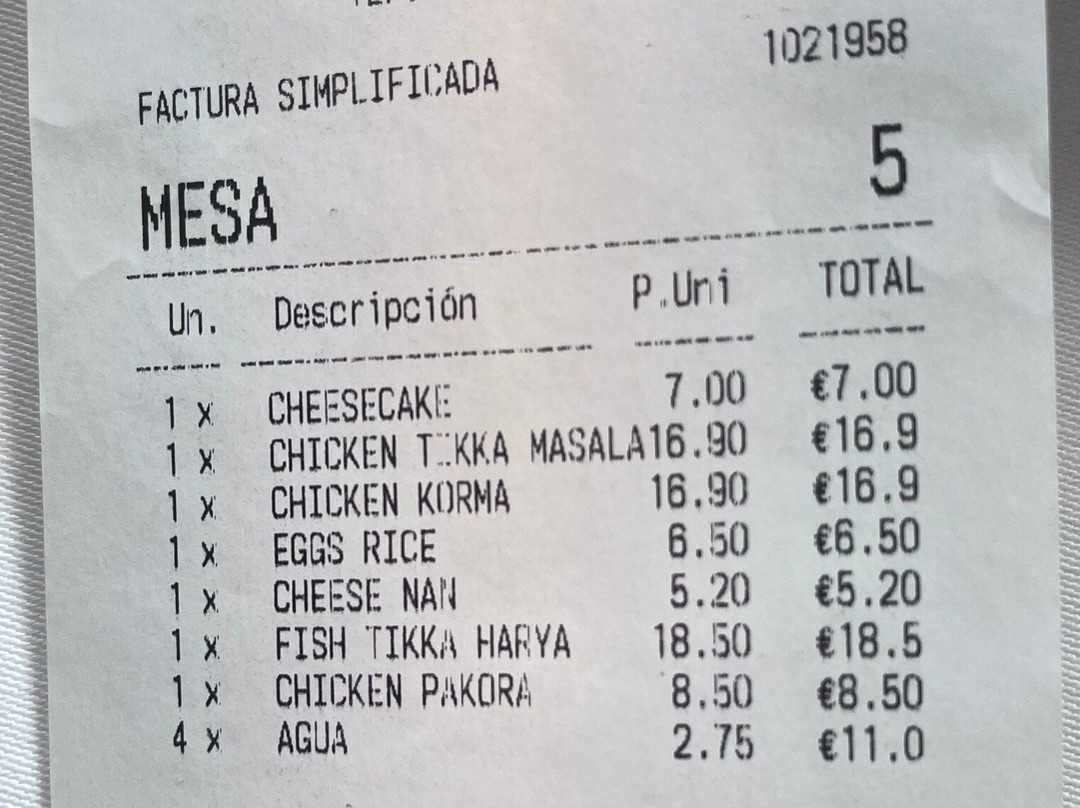 1021958
FACTURA SIMPLIFICADA
MESA 5
Un. Descripción P.Uni TOTAL
1 x CHEESECAKE 7.00 €7.00
1 x CHICKEN TIKKA MASALA 16.90 €16.9
1 x CHICKEN KORMA 16.90 €16.9
1 x EGGS RICE 6.50 €6.50
1 x CHEESE NAN 5.20 €5.20
1 x FISH TIKKA HARYA 18.50 €18.5
1 x CHICKEN PAKORA 8.50 €8.50
4 x AGUA 2.75 €11.0